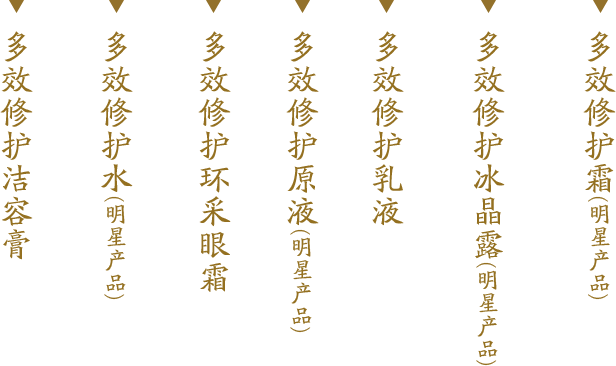 多效修护洁容膏
多效修护水(明星产品)
多效修护环采眼霜
多效修护原液(明星产品)
多效修护乳液
多效修护冰晶露(明星产品)
多效修护霜(明星产品)